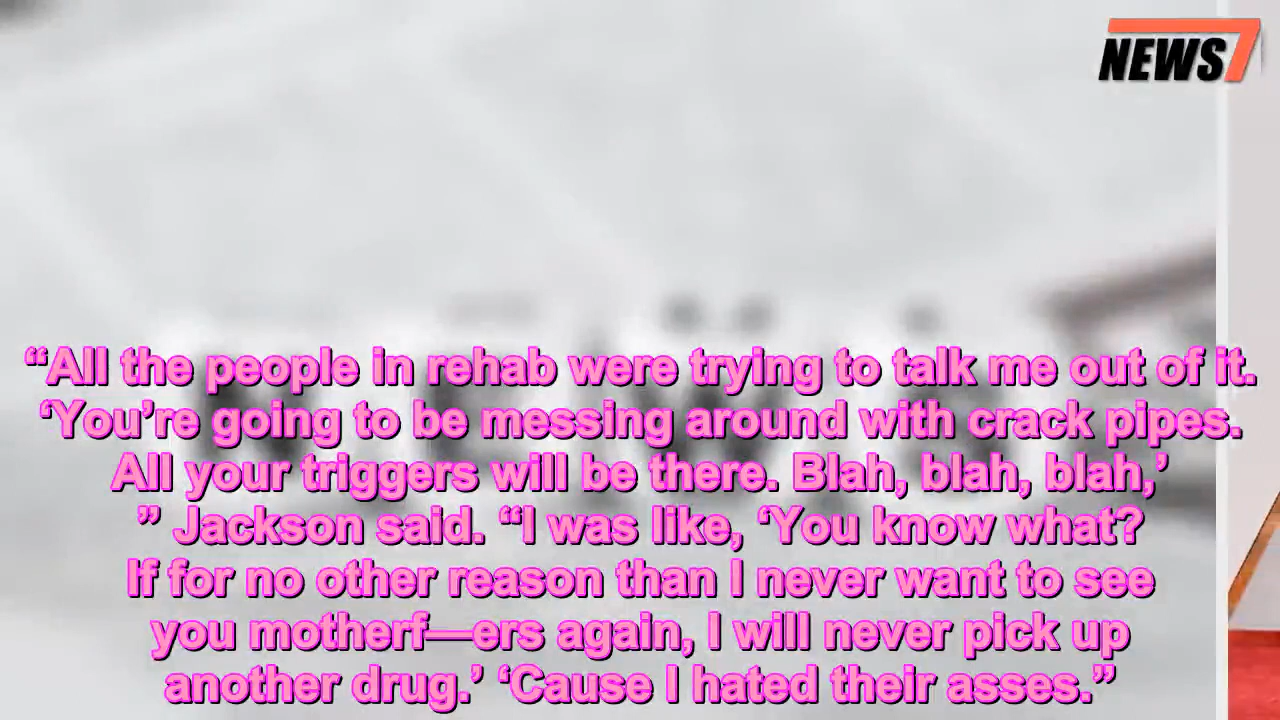 NEWS7
“All the people in rehab were trying to talk me out of it.
‘You’re going to be messing around with crack pipes.
All your triggers will be there. Blah, blah, blah,’
” Jackson said. “I was like, ‘You know what?
If for no other reason than I never want to see
you motherf—ers again, I will never pick up
another drug.’ ‘Cause I hated their asses.”